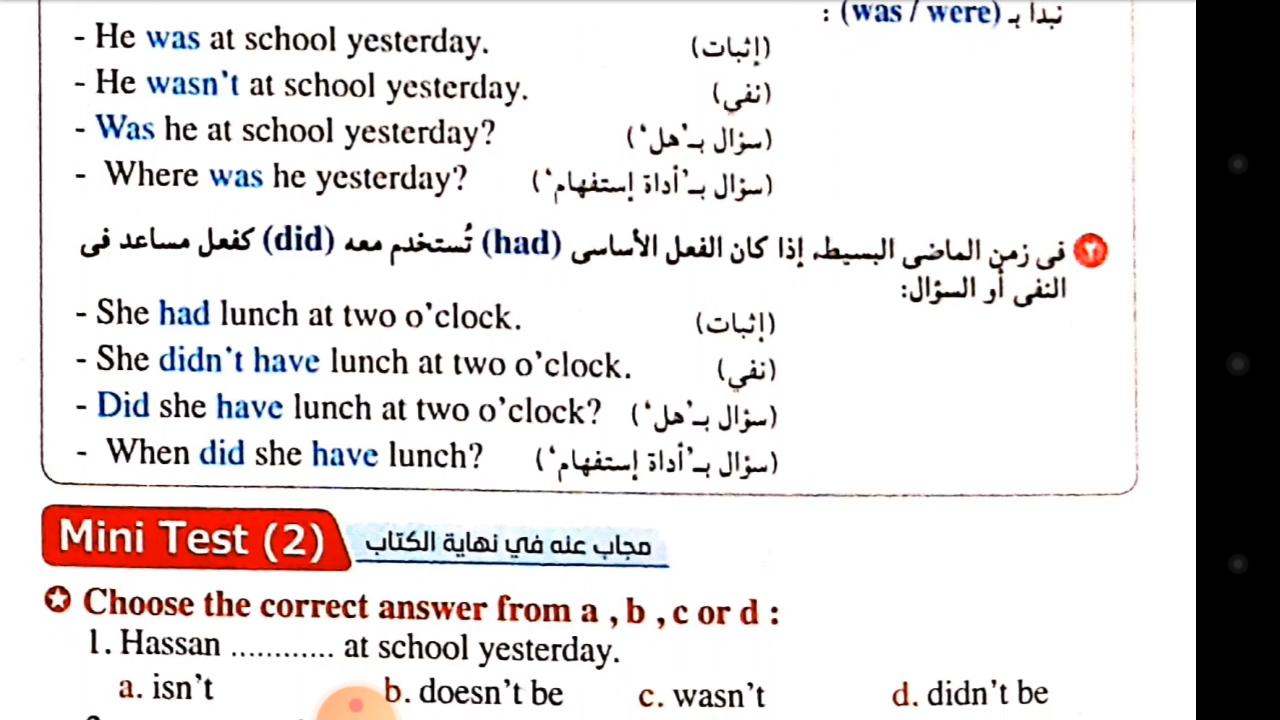 نبدأ بـ (was / were) :
- He was at school yesterday. (إثبات)
- He wasn't at school yesterday. (نفي)
- Was he at school yesterday? (سؤال بـ'هل')
- Where was he yesterday? (سؤال بـ'أداة إستفهام')
٢ فى زمن الماضى البسيط، إذا كان الفعل الأساسى (had) تُستخدم معه (did) كفعل مساعد فى
النفى أو السؤال:
- She had lunch at two o'clock. (إثبات)
- She didn't have lunch at two o'clock. (نفي)
- Did she have lunch at two o'clock? (سؤال بـ'هل')
- When did she have lunch? (سؤال بـ'أداة إستفهام')
Mini Test (2) مجاب عنه في نهاية الكتاب
Choose the correct answer from a , b , c or d :
1. Hassan ............ at school yesterday.
a. isn't b. doesn't be c. wasn't d. didn't be